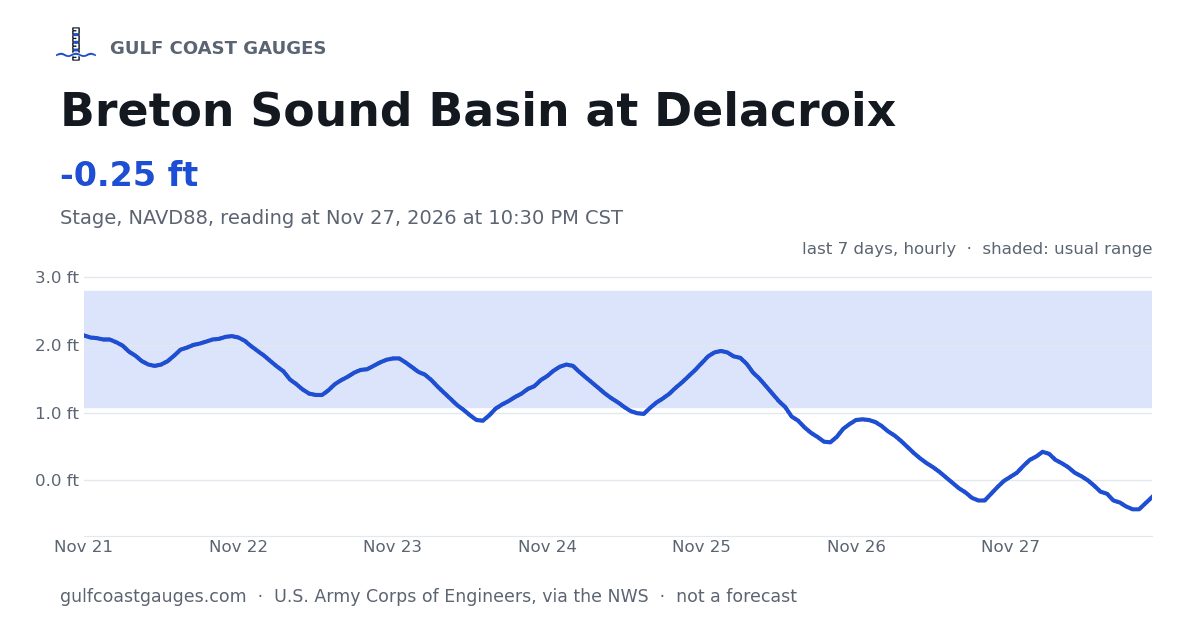 GULF COAST GAUGES
Breton Sound Basin at Delacroix
-0.25 ft
Stage, NAVD88, reading at Nov 27, 2026 at 10:30 PM CST
last 7 days, hourly · shaded: usual range
3.0 ft
2.0 ft
1.0 ft
0.0 ft
Nov 21 Nov 22 Nov 23 Nov 24 Nov 25 Nov 26 Nov 27
gulfcoastgauges.com · U.S. Army Corps of Engineers, via the NWS · not a forecast